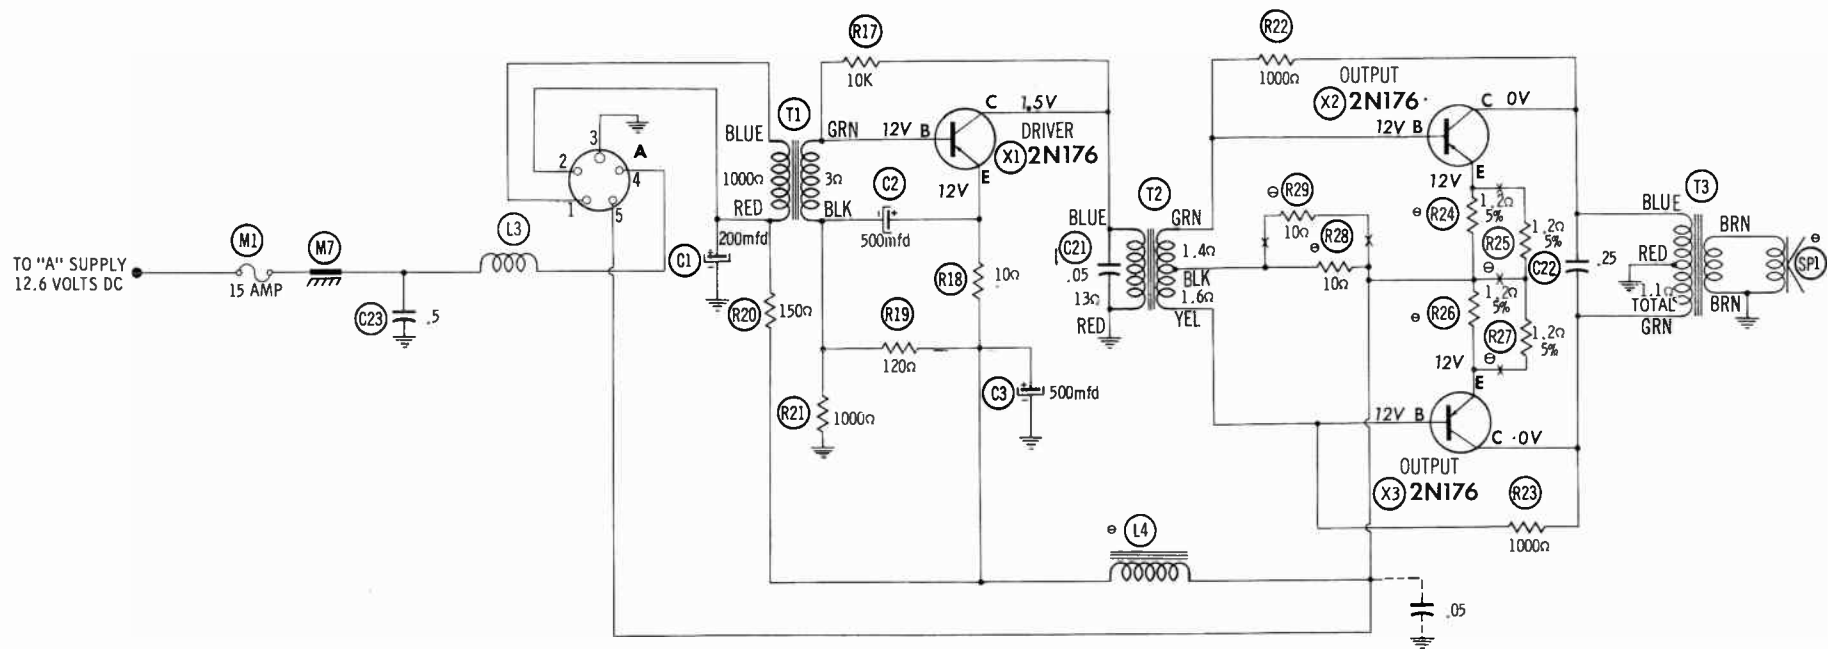 R17
10K
R22
1000Ω
OUTPUT
X2 2N176
C 0V
12V B
E
12V
T1
BLUE
GRN
12V B
C 1.5V
DRIVER
X1 2N176
E
12V
1000Ω
3Ω
RED
BLK
C2
500mfd
3
A
2
4
1
5
TO "A" SUPPLY
12.6 VOLTS DC
M1
15 AMP
M7
L3
C23
.5
C1
200mfd
R20
150Ω
R18
10Ω
R19
120Ω
R21
1000Ω
C3
500mfd
T2
BLUE
GRN
C21
.05
13Ω
RED
1.4Ω
BLK
1.6Ω
YEL
R29
10Ω
R28
10Ω
R24
1.2Ω
5%
R25
1.2Ω
5%
R26
1.2Ω
5%
R27
1.2Ω
5%
C22
.25
T3
BLUE
RED
1.1Ω
TOTAL
GRN
BRN
BRN
SP1
12V
E
12V B
C 0V
OUTPUT
X3 2N176
R23
1000Ω
L4
.05